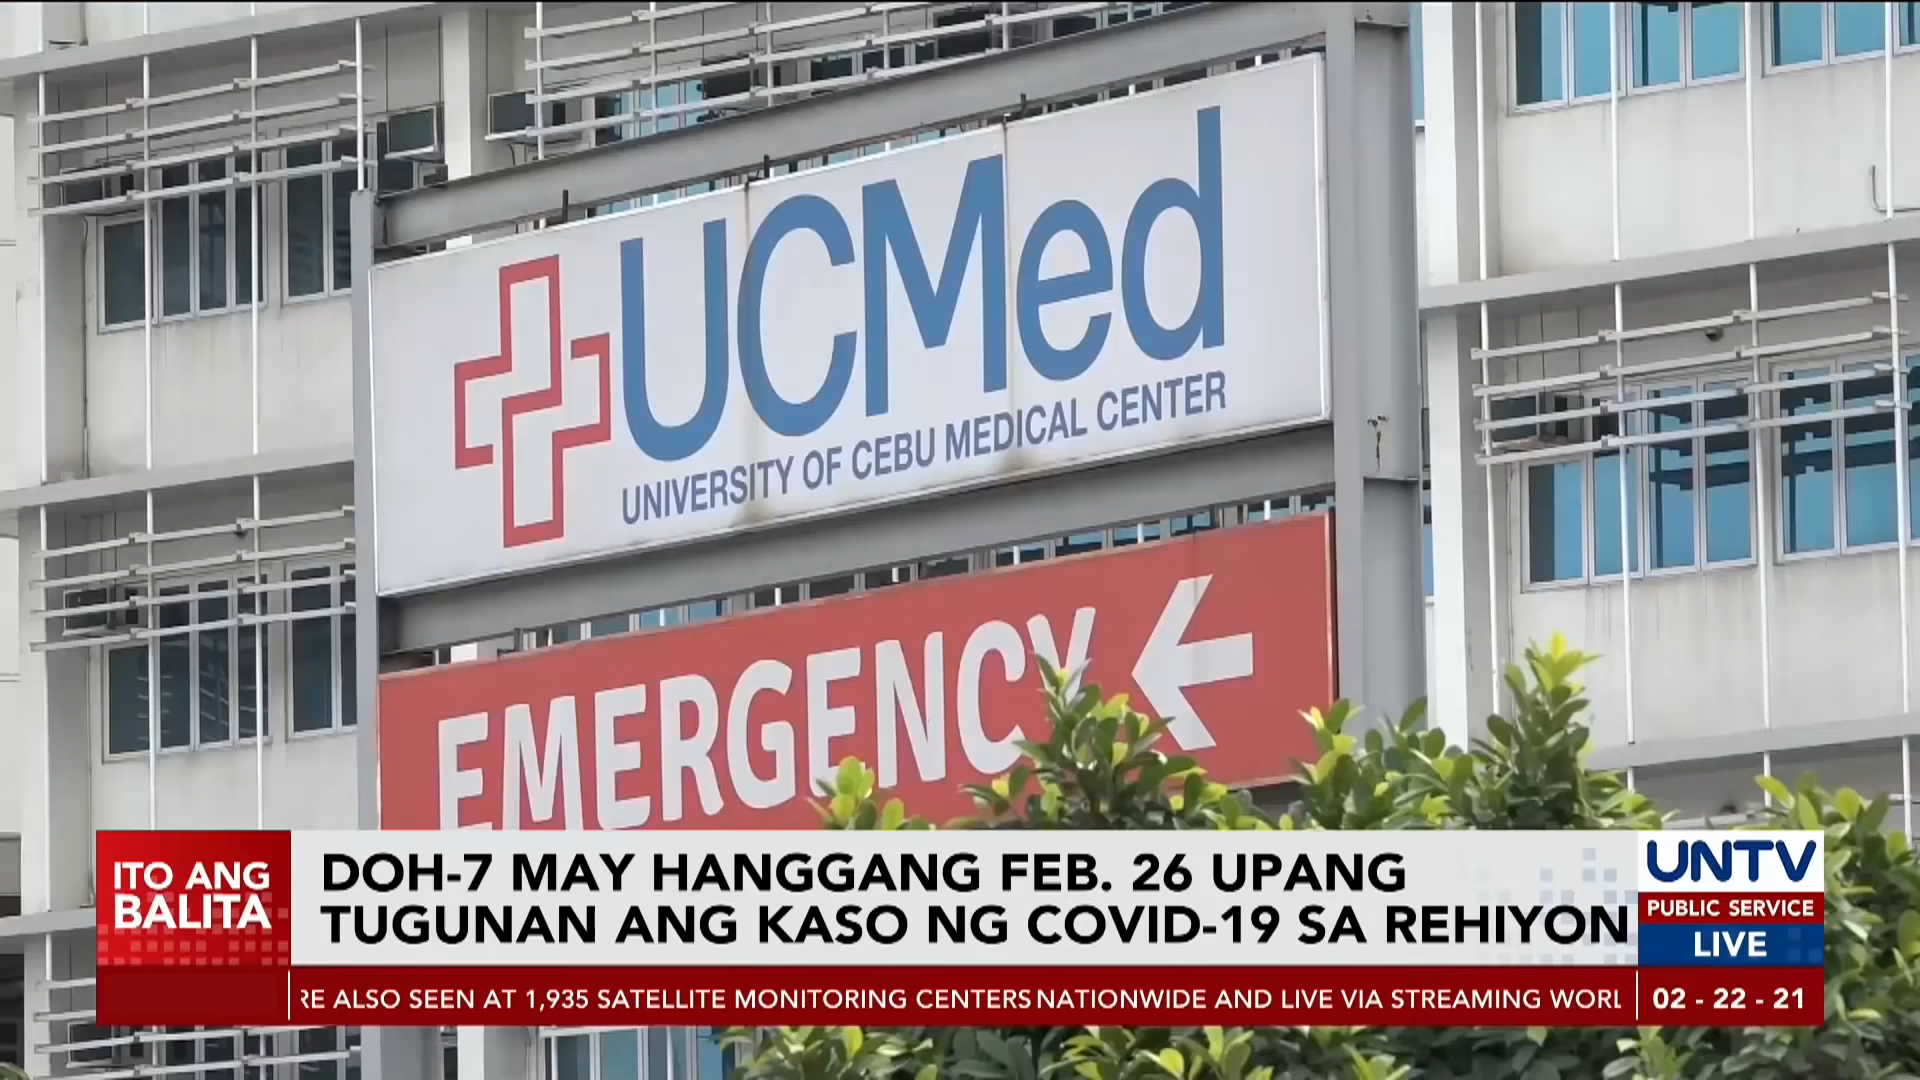 UCMed
UNIVERSITY OF CEBU MEDICAL CENTER
EMERGENCY
ITO ANG
BALITA
DOH-7 MAY HANGGANG FEB. 26 UPANG
TUGUNAN ANG KASO NG COVID-19 SA REHIYON
UNTV
PUBLIC SERVICE
LIVE
RE ALSO SEEN AT 1,935 SATELLITE MONITORING CENTERS NATIONWIDE AND LIVE VIA STREAMING WORL
02 - 22 - 21